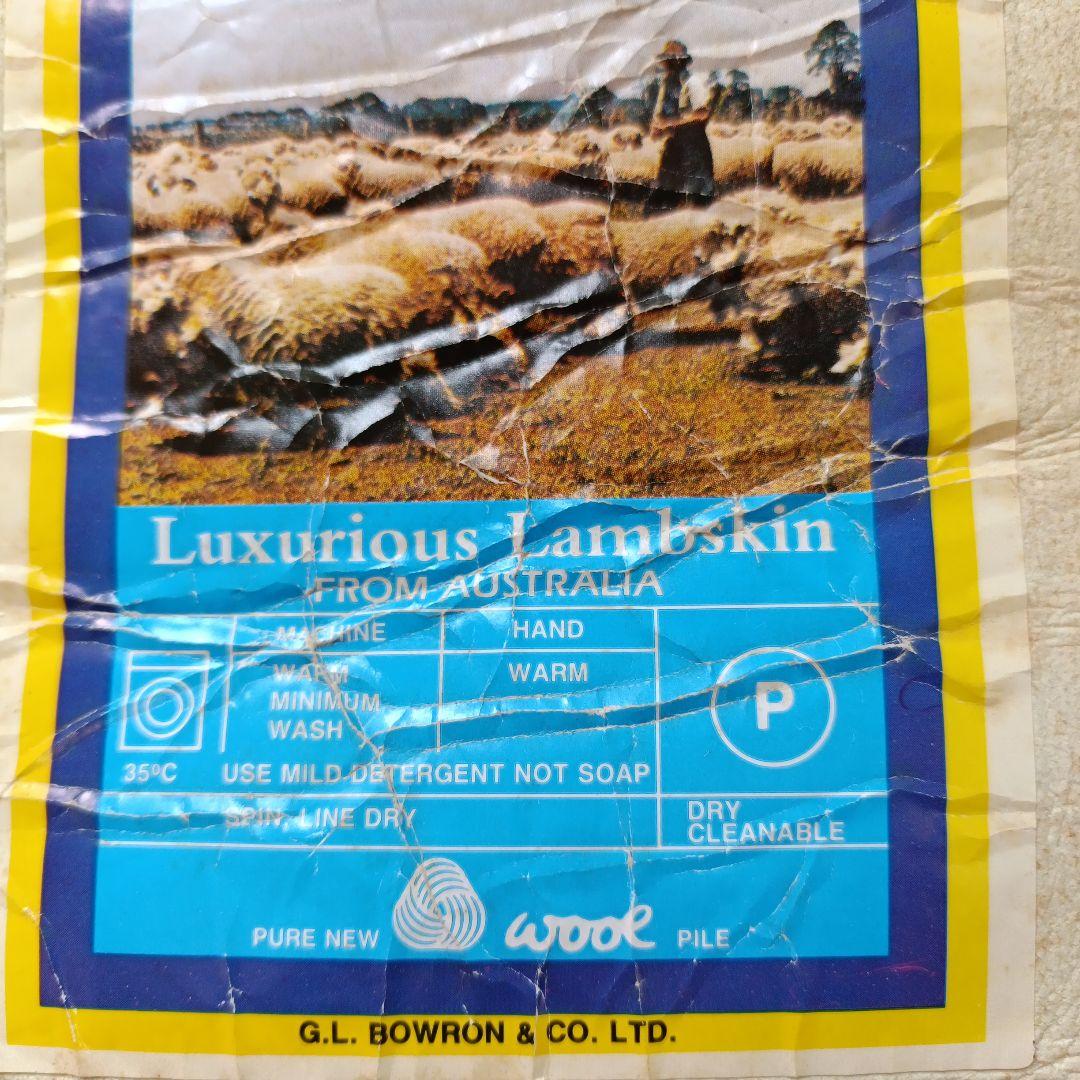 Luxurious Lambskin
FROM AUSTRALIA
MACHINE
HAND
WARM
MINIMUM
WASH
WARM
P
35ºC
USE MILD DETERGENT NOT SOAP
SPIN, LINE DRY
DRY
CLEANABLE
PURE NEW wool PILE
G.L. BOWRON & CO. LTD.